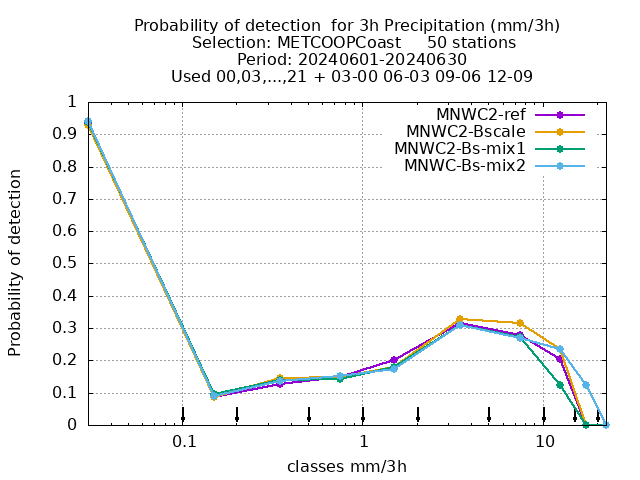 Probability of detection  for 3h Precipitation (mm/3h)
Selection: METCOOPCoast     50 stations
Period: 20240601-20240630
Used 00,03,...,21 + 03-00 06-03 09-06 12-09
MNWC2-ref
MNWC2-Bscale
MNWC2-Bs-mix1
MNWC-Bs-mix2
Probability of detection
1
0.9
0.8
0.7
0.6
0.5
0.4
0.3
0.2
0.1
0
0.1
1
10
classes mm/3h